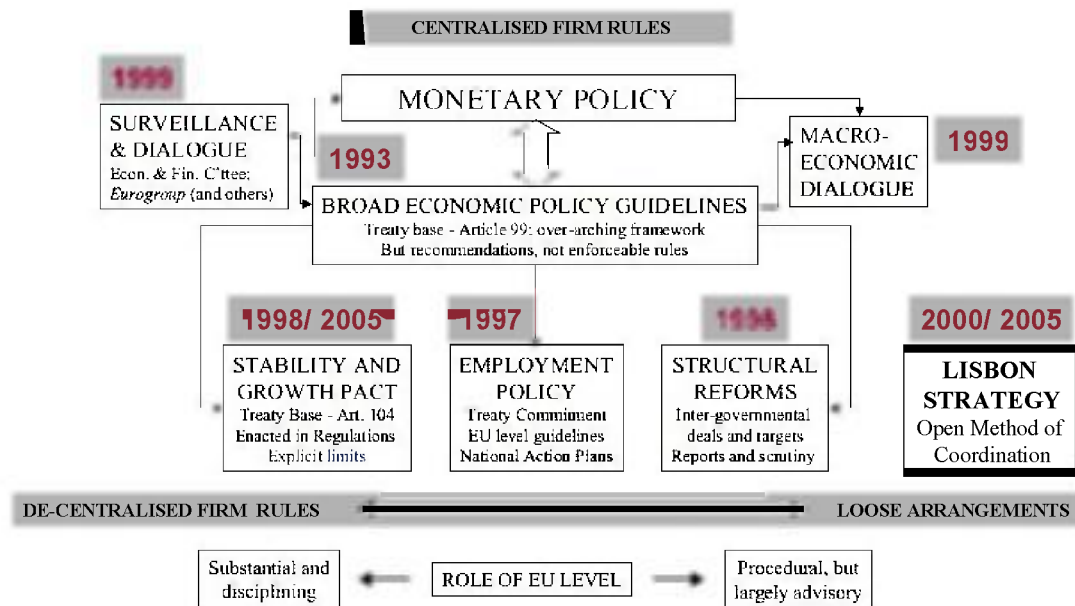 CENTRALISED FIRM RULES
1999
MONETARY POLICY
SURVEILLANCE
& DIALOGUE
Econ. & Fin. C'ttee;
Eurogroup (and others)
1993
MACRO-
ECONOMIC
DIALOGUE
1999
BROAD ECONOMIC POLICY GUIDELINES
Treaty base - Article 99: over-arching framework
But recommendations, not enforceable rules
1998/ 2005
STABILITY AND
GROWTH PACT
Treaty Base - Art. 104
Enacted in Regulations
Explicit limits
1997
EMPLOYMENT
POLICY
Treaty Commitment
EU level guidelines
National Action Plans
STRUCTURAL
REFORMS
Inter-governmental
deals and targets
Reports and scrutiny
2000/ 2005
LISBON
STRATEGY
Open Method of
Coordination
DE-CENTRALISED FIRM RULES
LOOSE ARRANGEMENTS
Substantial and
disciplining
ROLE OF EU LEVEL
Procedural, but
largely advisory